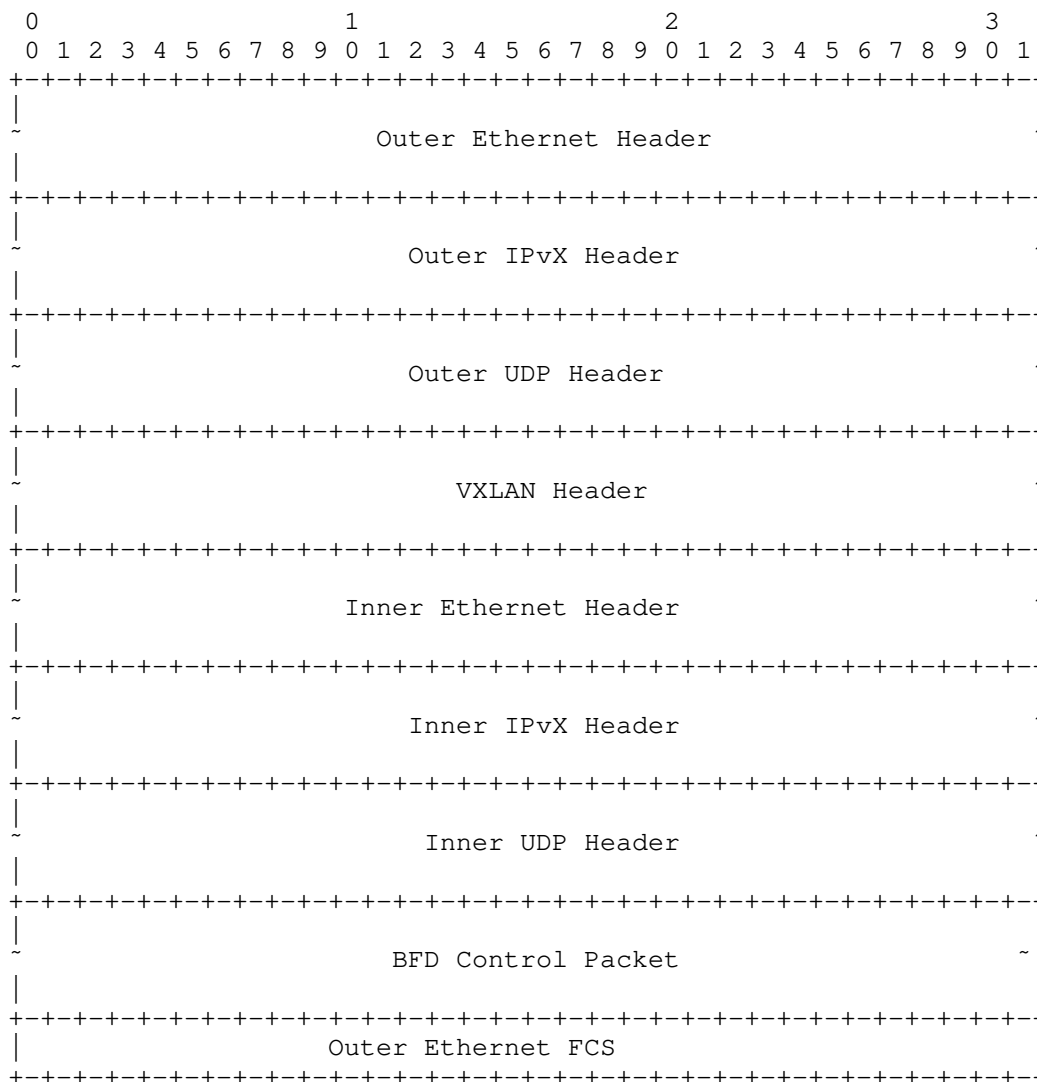 0                   1                   2                   3
0 1 2 3 4 5 6 7 8 9 0 1 2 3 4 5 6 7 8 9 0 1 2 3 4 5 6 7 8 9 0 1
+-+-+-+-+-+-+-+-+-+-+-+-+-+-+-+-+-+-+-+-+-+-+-+-+-+-+-+-+-+-+-+-
|
~ Outer Ethernet Header ~
|
+-+-+-+-+-+-+-+-+-+-+-+-+-+-+-+-+-+-+-+-+-+-+-+-+-+-+-+-+-+-+-+-
|
~ Outer IPvX Header ~
|
+-+-+-+-+-+-+-+-+-+-+-+-+-+-+-+-+-+-+-+-+-+-+-+-+-+-+-+-+-+-+-+-
|
~ Outer UDP Header ~
|
+-+-+-+-+-+-+-+-+-+-+-+-+-+-+-+-+-+-+-+-+-+-+-+-+-+-+-+-+-+-+-+-
|
~ VXLAN Header ~
|
+-+-+-+-+-+-+-+-+-+-+-+-+-+-+-+-+-+-+-+-+-+-+-+-+-+-+-+-+-+-+-+-
|
~ Inner Ethernet Header ~
|
+-+-+-+-+-+-+-+-+-+-+-+-+-+-+-+-+-+-+-+-+-+-+-+-+-+-+-+-+-+-+-+-
|
~ Inner IPvX Header ~
|
+-+-+-+-+-+-+-+-+-+-+-+-+-+-+-+-+-+-+-+-+-+-+-+-+-+-+-+-+-+-+-+-
|
~ Inner UDP Header ~
|
+-+-+-+-+-+-+-+-+-+-+-+-+-+-+-+-+-+-+-+-+-+-+-+-+-+-+-+-+-+-+-+-
|
~ BFD Control Packet ~
|
+-+-+-+-+-+-+-+-+-+-+-+-+-+-+-+-+-+-+-+-+-+-+-+-+-+-+-+-+-+-+-+-
| Outer Ethernet FCS
+-+-+-+-+-+-+-+-+-+-+-+-+-+-+-+-+-+-+-+-+-+-+-+-+-+-+-+-+-+-+-+-